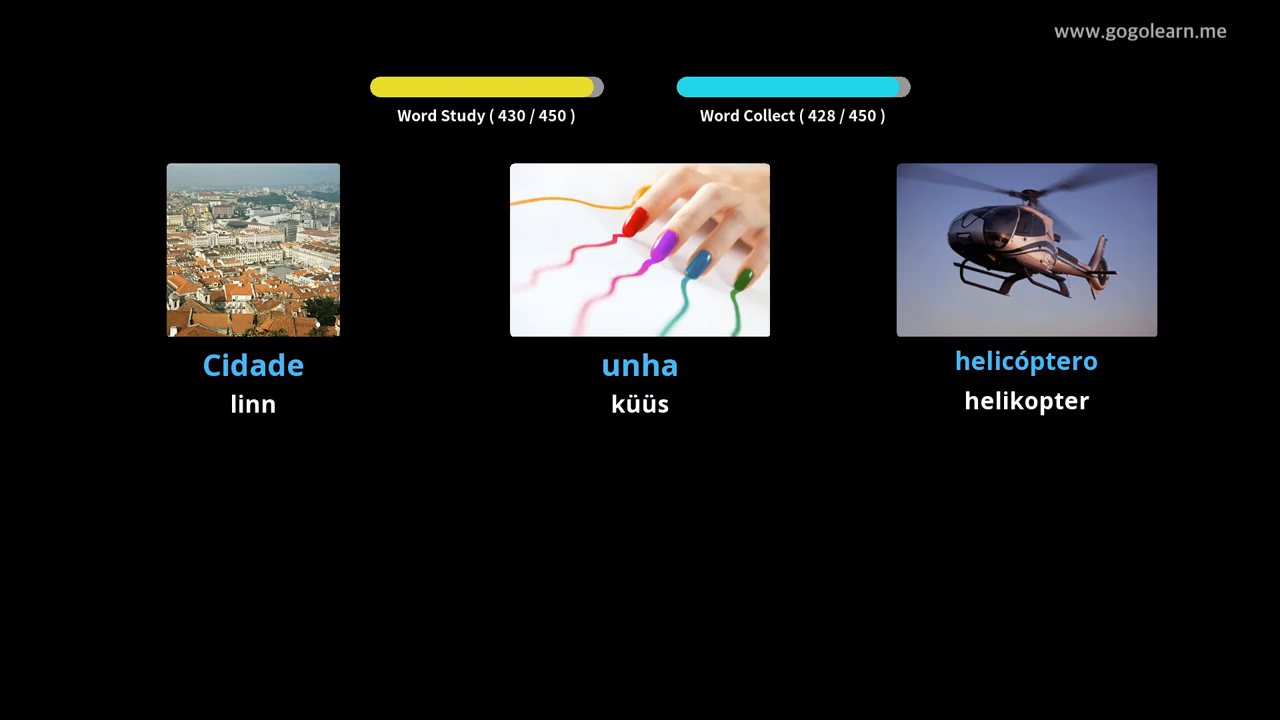 www.gogolearn.me
Word Study ( 430 / 450 )
Word Collect ( 428 / 450 )
Cidade
linn
unha
küüs
helicóptero
helikopter